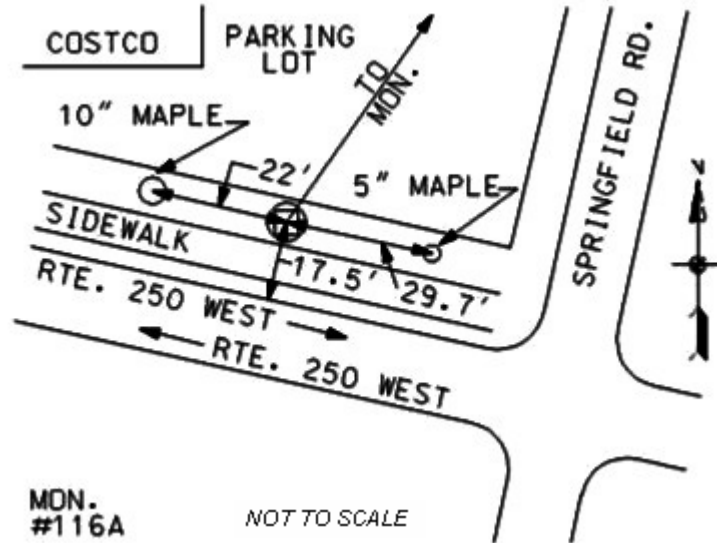 COSTCO
PARKING
LOT
TO
MON.
10" MAPLE
22'
5" MAPLE
SPRINGFIELD RD.
SIDEWALK
17.5'
29.7'
RTE. 250 WEST
RTE. 250 WEST
MON.
#116A
NOT TO SCALE